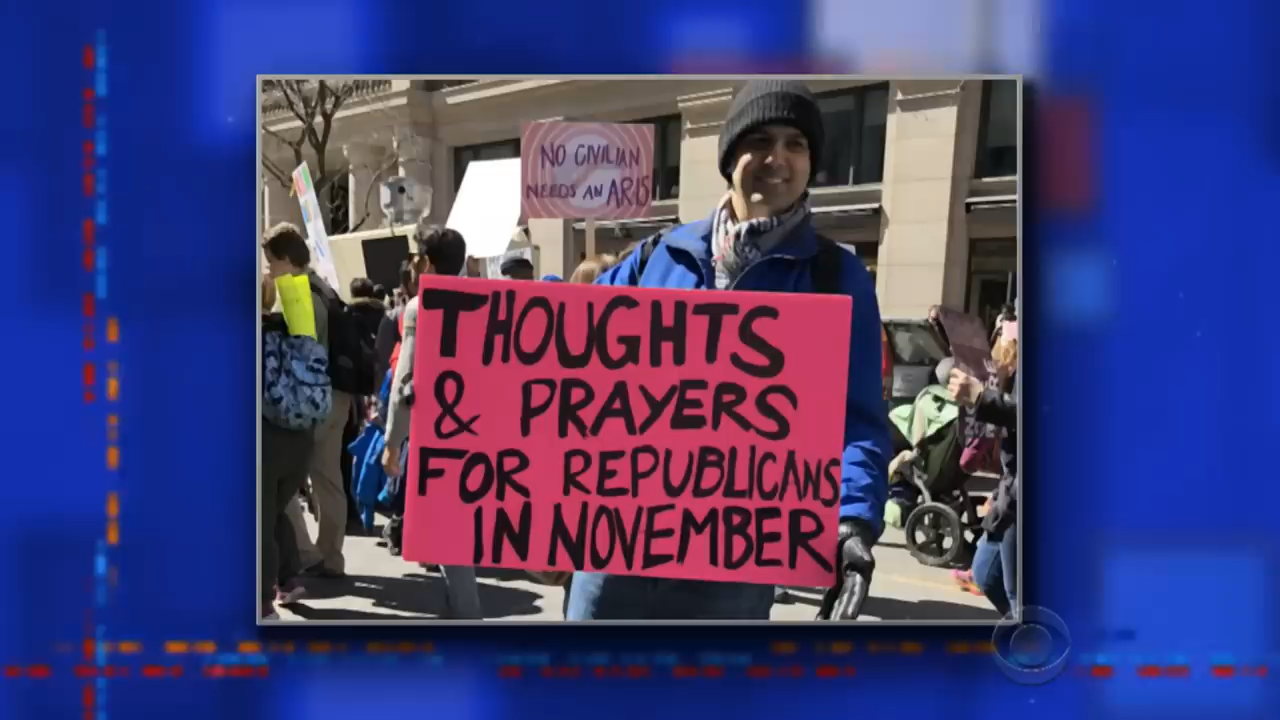 NO CIVILIAN
NEEDS AN AR15
THOUGHTS
& PRAYERS
FOR REPUBLICANS
IN NOVEMBER